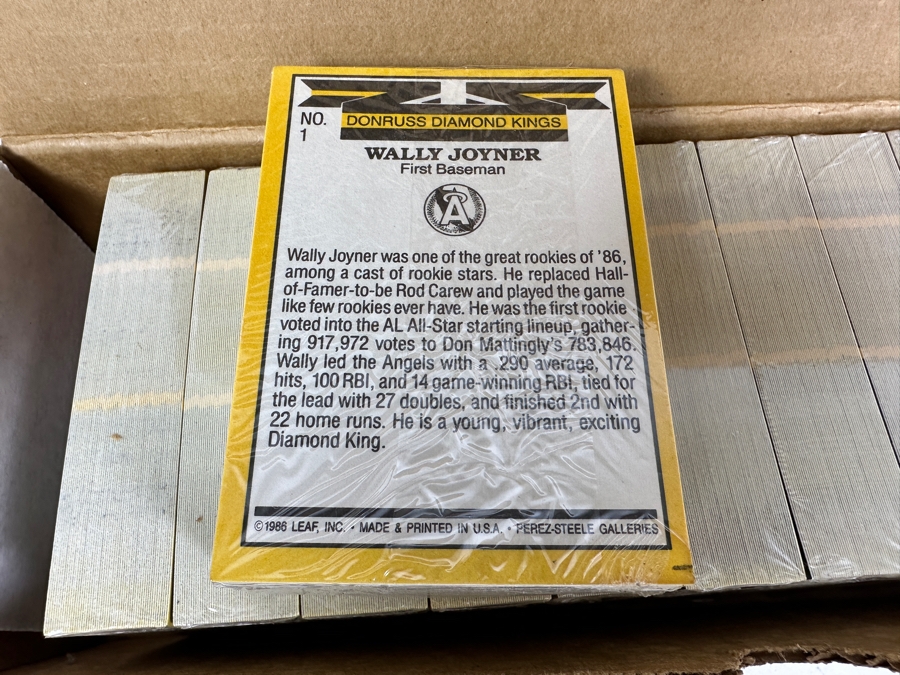 NO.
1
DONRUSS DIAMOND KINGS
WALLY JOYNER
First Baseman
A
Wally Joyner was one of the great rookies of '86,
among a cast of rookie stars. He replaced Hall-
of-Famer-to-be Rod Carew and played the game
like few rookies ever have. He was the first rookie
voted into the AL All-Star starting lineup, gather-
ing 917,972 votes to Don Mattingly's 783,846.
Wally led the Angels with a .290 average, 172
hits, 100 RBI, and 14 game-winning RBI, tied for
the lead with 27 doubles, and finished 2nd with
22 home runs. He is a young, vibrant, exciting
Diamond King.
©1986 LEAF, INC. • MADE & PRINTED IN U.S.A. • PEREZ-STEELE GALLERIES